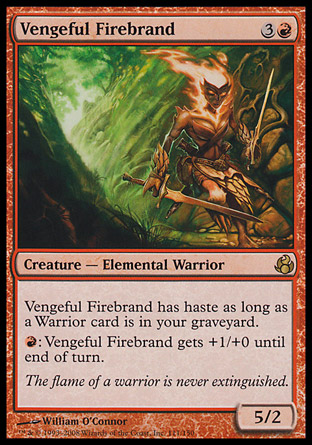 Vengeful Firebrand 3
Creature — Elemental Warrior
Vengeful Firebrand has haste as long as
a Warrior card is in your graveyard.
: Vengeful Firebrand gets +1/+0 until
end of turn.
The flame of a warrior is never extinguished.
William O'Connor
5/2